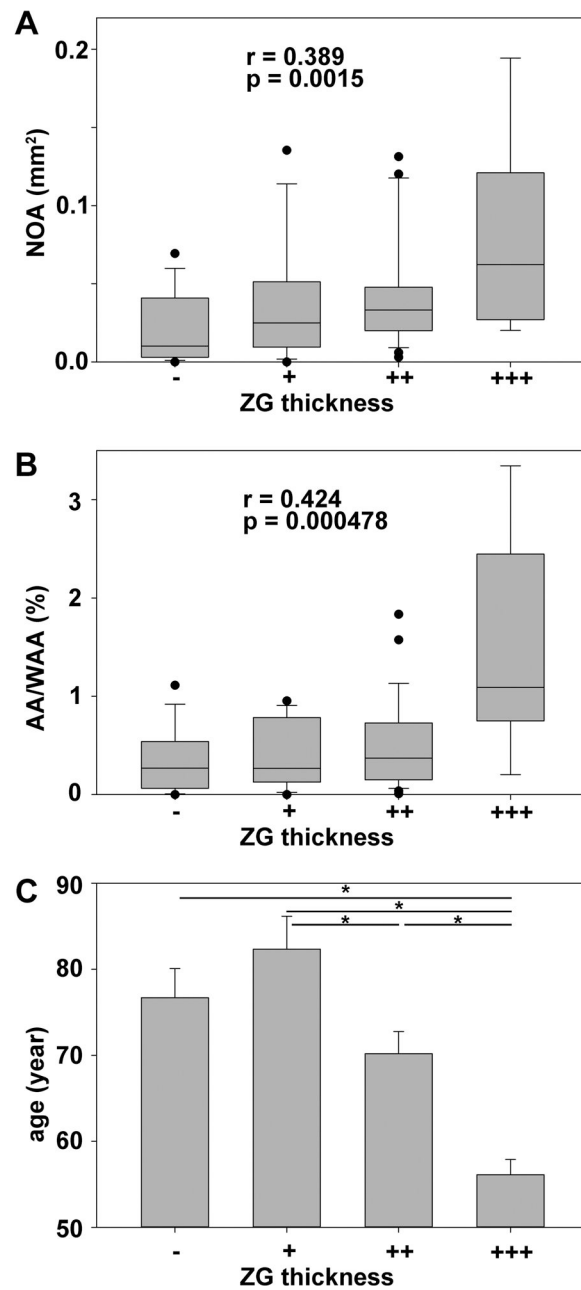 A
0.2
r = 0.389
p = 0.0015
NOA (mm²)
0.1
0.0
- + ++ +++
ZG thickness
B
3
r = 0.424
p = 0.000478
AA/WAA (%)
2
1
0
- + ++ +++
ZG thickness
C
90
*
*
* *
80
age (year)
70
60
50
- + ++ +++
ZG thickness